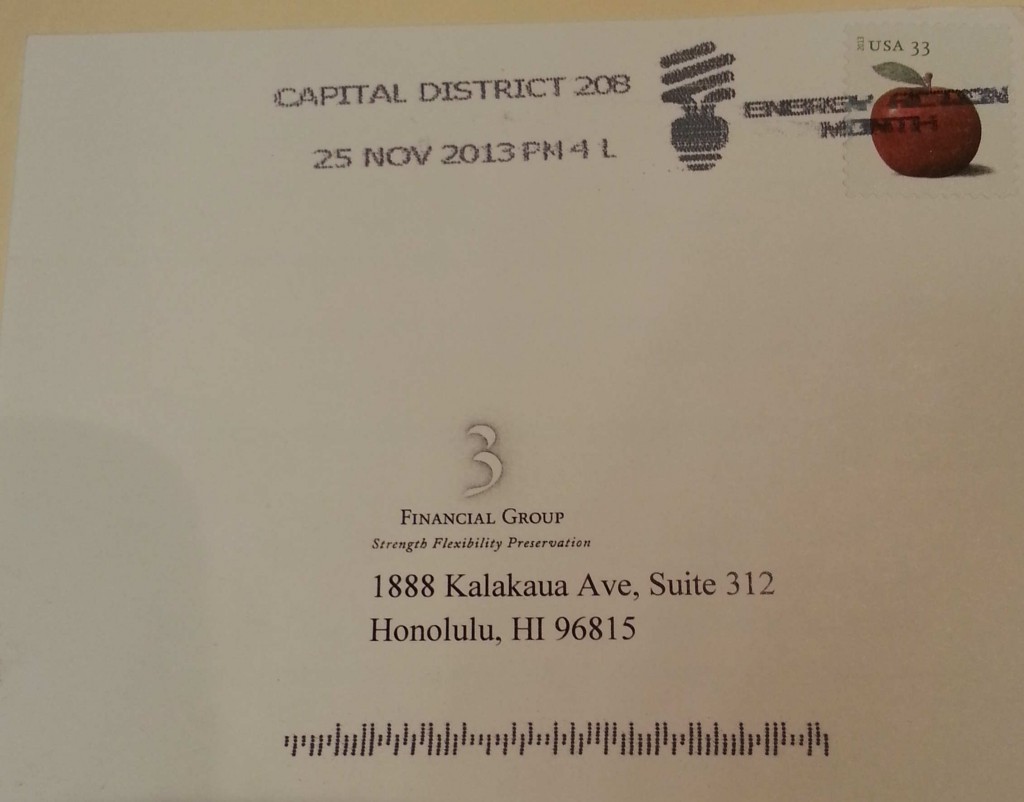 CAPITAL DISTRICT 208
25 NOV 2013 PM 4 L
ENERGY ACTION
MONTH
2013 USA 33
3
FINANCIAL GROUP
Strength Flexibility Preservation
1888 Kalakaua Ave, Suite 312
Honolulu, HI 96815